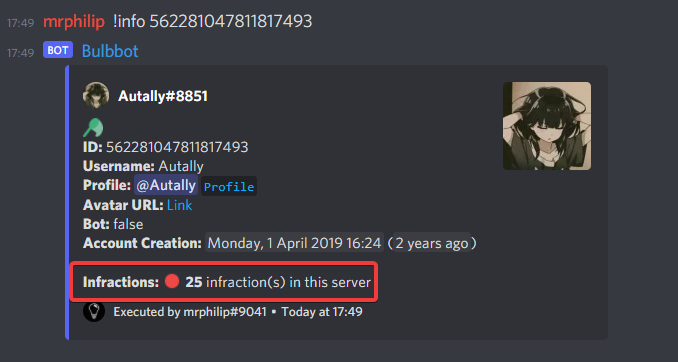 17:49 mrphilip !info 562281047811817493
17:49 BOT Bulbbot
Autally#8851
ID: 562281047811817493
Username: Autally
Profile: @Autally Profile
Avatar URL: Link
Bot: false
Account Creation: Monday, 1 April 2019 16:24 (2 years ago)
Infractions: 25 infraction(s) in this server
Executed by mrphilip#9041 • Today at 17:49